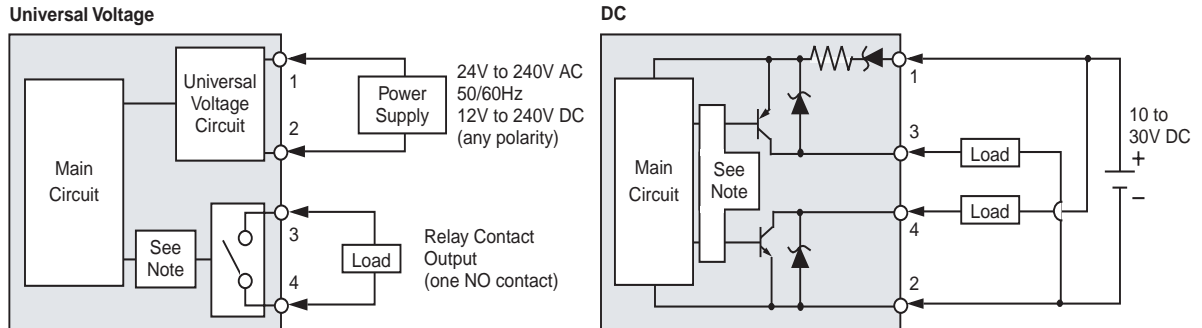 Universal Voltage
Main
Circuit
Universal
Voltage
Circuit
1
2
Power
Supply
24V to 240V AC
50/60Hz
12V to 240V DC
(any polarity)
See
Note
3
4
Load
Relay Contact
Output
(one NO contact)
DC
Main
Circuit
See
Note
1
3
Load
Load
4
2
10 to
30V DC
+
–